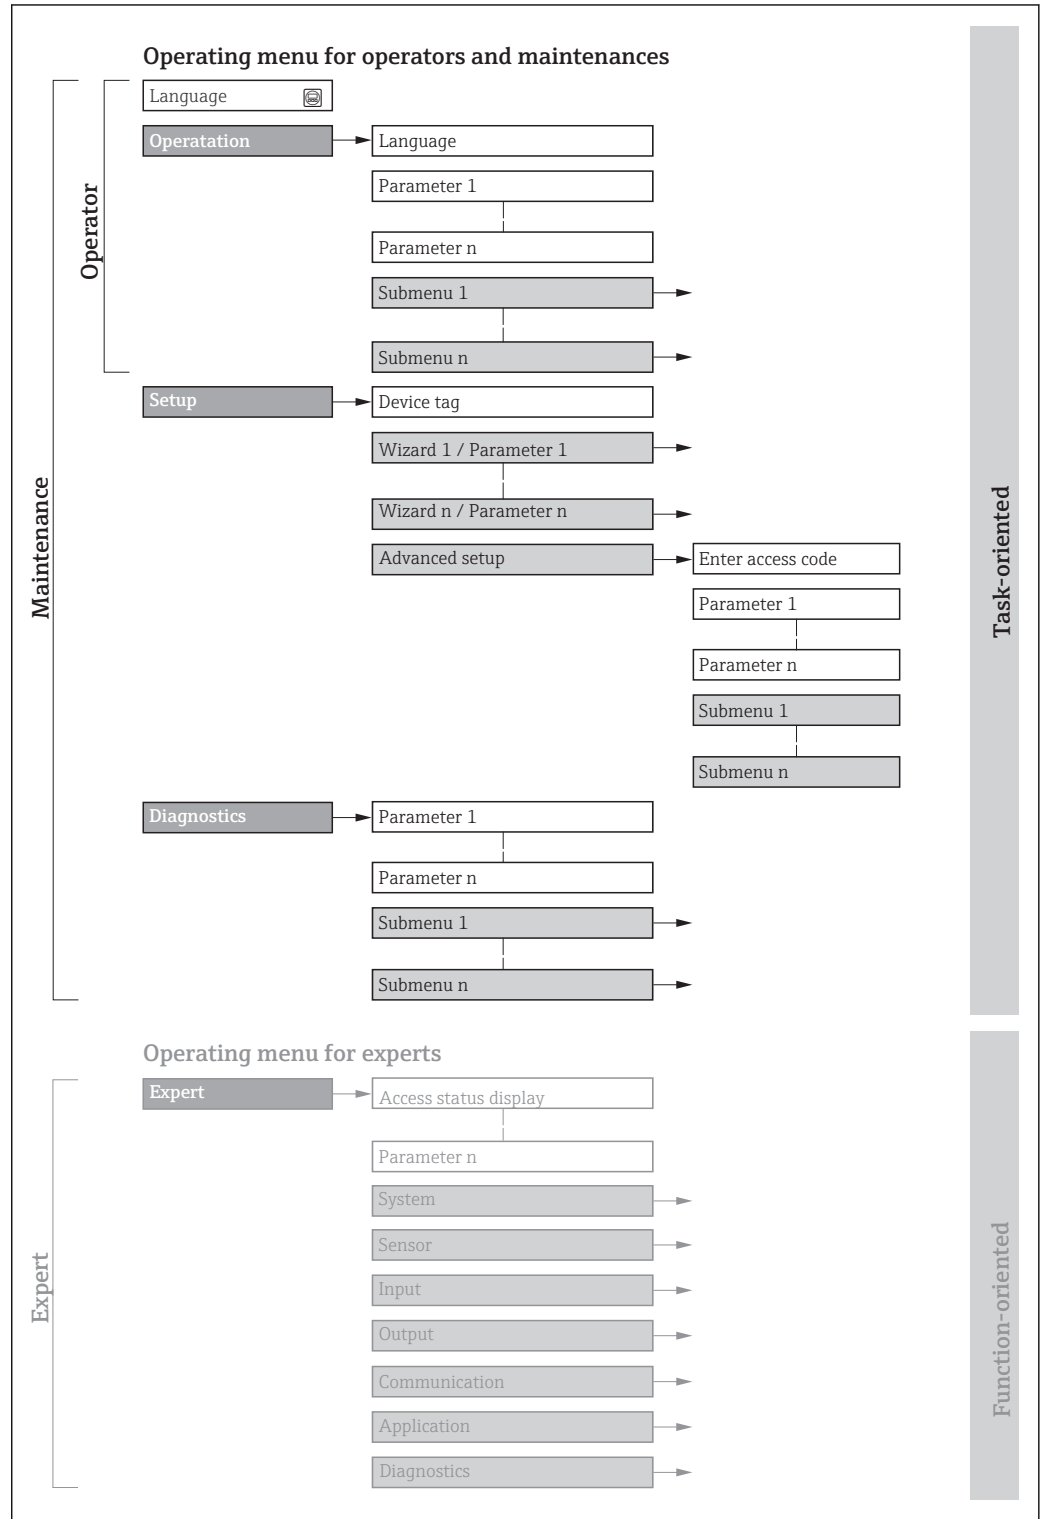 Operating menu for operators and maintenances
Language
Operatation
Language
Parameter 1
Parameter n
Submenu 1
Submenu n
Operator
Setup
Device tag
Wizard 1 / Parameter 1
Wizard n / Parameter n
Advanced setup
Enter access code
Parameter 1
Parameter n
Submenu 1
Submenu n
Maintenance
Task-oriented
Diagnostics
Parameter 1
Parameter n
Submenu 1
Submenu n
Operating menu for experts
Expert
Access status display
Parameter n
System
Sensor
Input
Output
Communication
Application
Diagnostics
Expert
Function-oriented